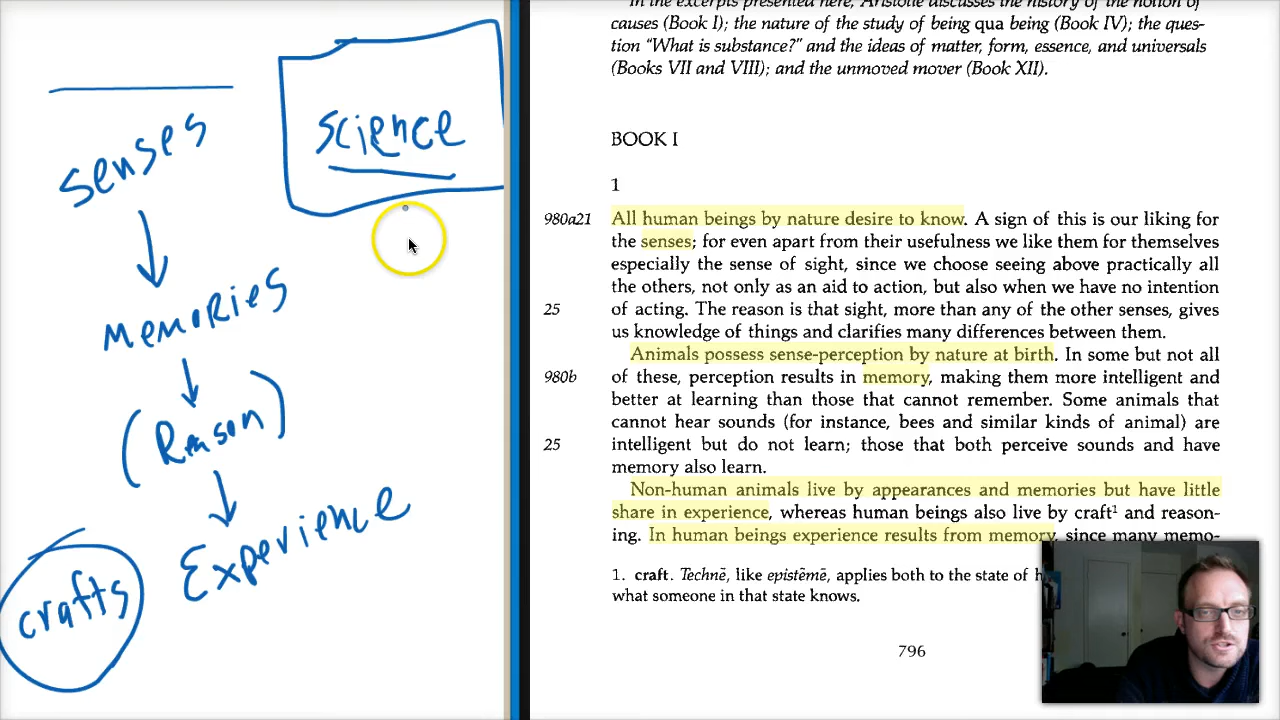 senses
science
memories
(Reason)
Experience
crafts
In the excerpts presented here, Aristotle discusses the history of the notion of
causes (Book I); the nature of the study of being qua being (Book IV); the ques-
tion "What is substance?" and the ideas of matter, form, essence, and universals
(Books VII and VIII); and the unmoved mover (Book XII).
BOOK I
1
980a21 All human beings by nature desire to know. A sign of this is our liking for
the senses; for even apart from their usefulness we like them for themselves
especially the sense of sight, since we choose seeing above practically all
the others, not only as an aid to action, but also when we have no intention
25 of acting. The reason is that sight, more than any of the other senses, gives
us knowledge of things and clarifies many differences between them.
Animals possess sense-perception by nature at birth. In some but not all
980b of these, perception results in memory, making them more intelligent and
better at learning than those that cannot remember. Some animals that
cannot hear sounds (for instance, bees and similar kinds of animal) are
25 intelligent but do not learn; those that both perceive sounds and have
memory also learn.
Non-human animals live by appearances and memories but have little
share in experience, whereas human beings also live by craft¹ and reason-
ing. In human beings experience results from memory, since many memo-
1. craft. Technē, like epistēmē, applies both to the state of
what someone in that state knows.
796